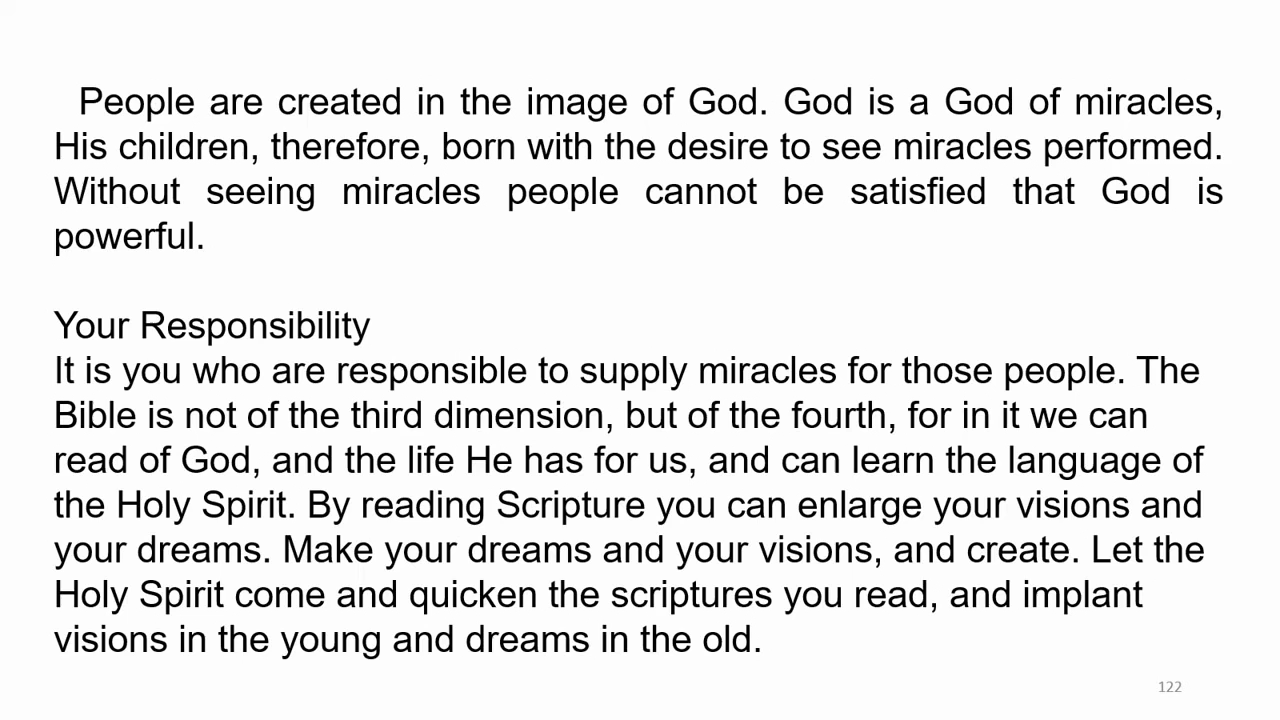 People are created in the image of God. God is a God of miracles,
His children, therefore, born with the desire to see miracles performed.
Without seeing miracles people cannot be satisfied that God is
powerful.
Your Responsibility
It is you who are responsible to supply miracles for those people. The
Bible is not of the third dimension, but of the fourth, for in it we can
read of God, and the life He has for us, and can learn the language of
the Holy Spirit. By reading Scripture you can enlarge your visions and
your dreams. Make your dreams and your visions, and create. Let the
Holy Spirit come and quicken the scriptures you read, and implant
visions in the young and dreams in the old.
122